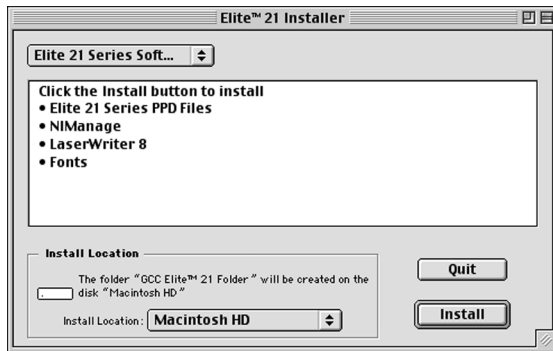 Elite™ 21 Installer
Elite 21 Series Soft...
Click the Install button to install
• Elite 21 Series PPD Files
• NIManage
• LaserWriter 8
• Fonts
Install Location
The folder "GCC Elite™ 21 Folder" will be created on the
disk "Macintosh HD"
Install Location: Macintosh HD
Quit
Install